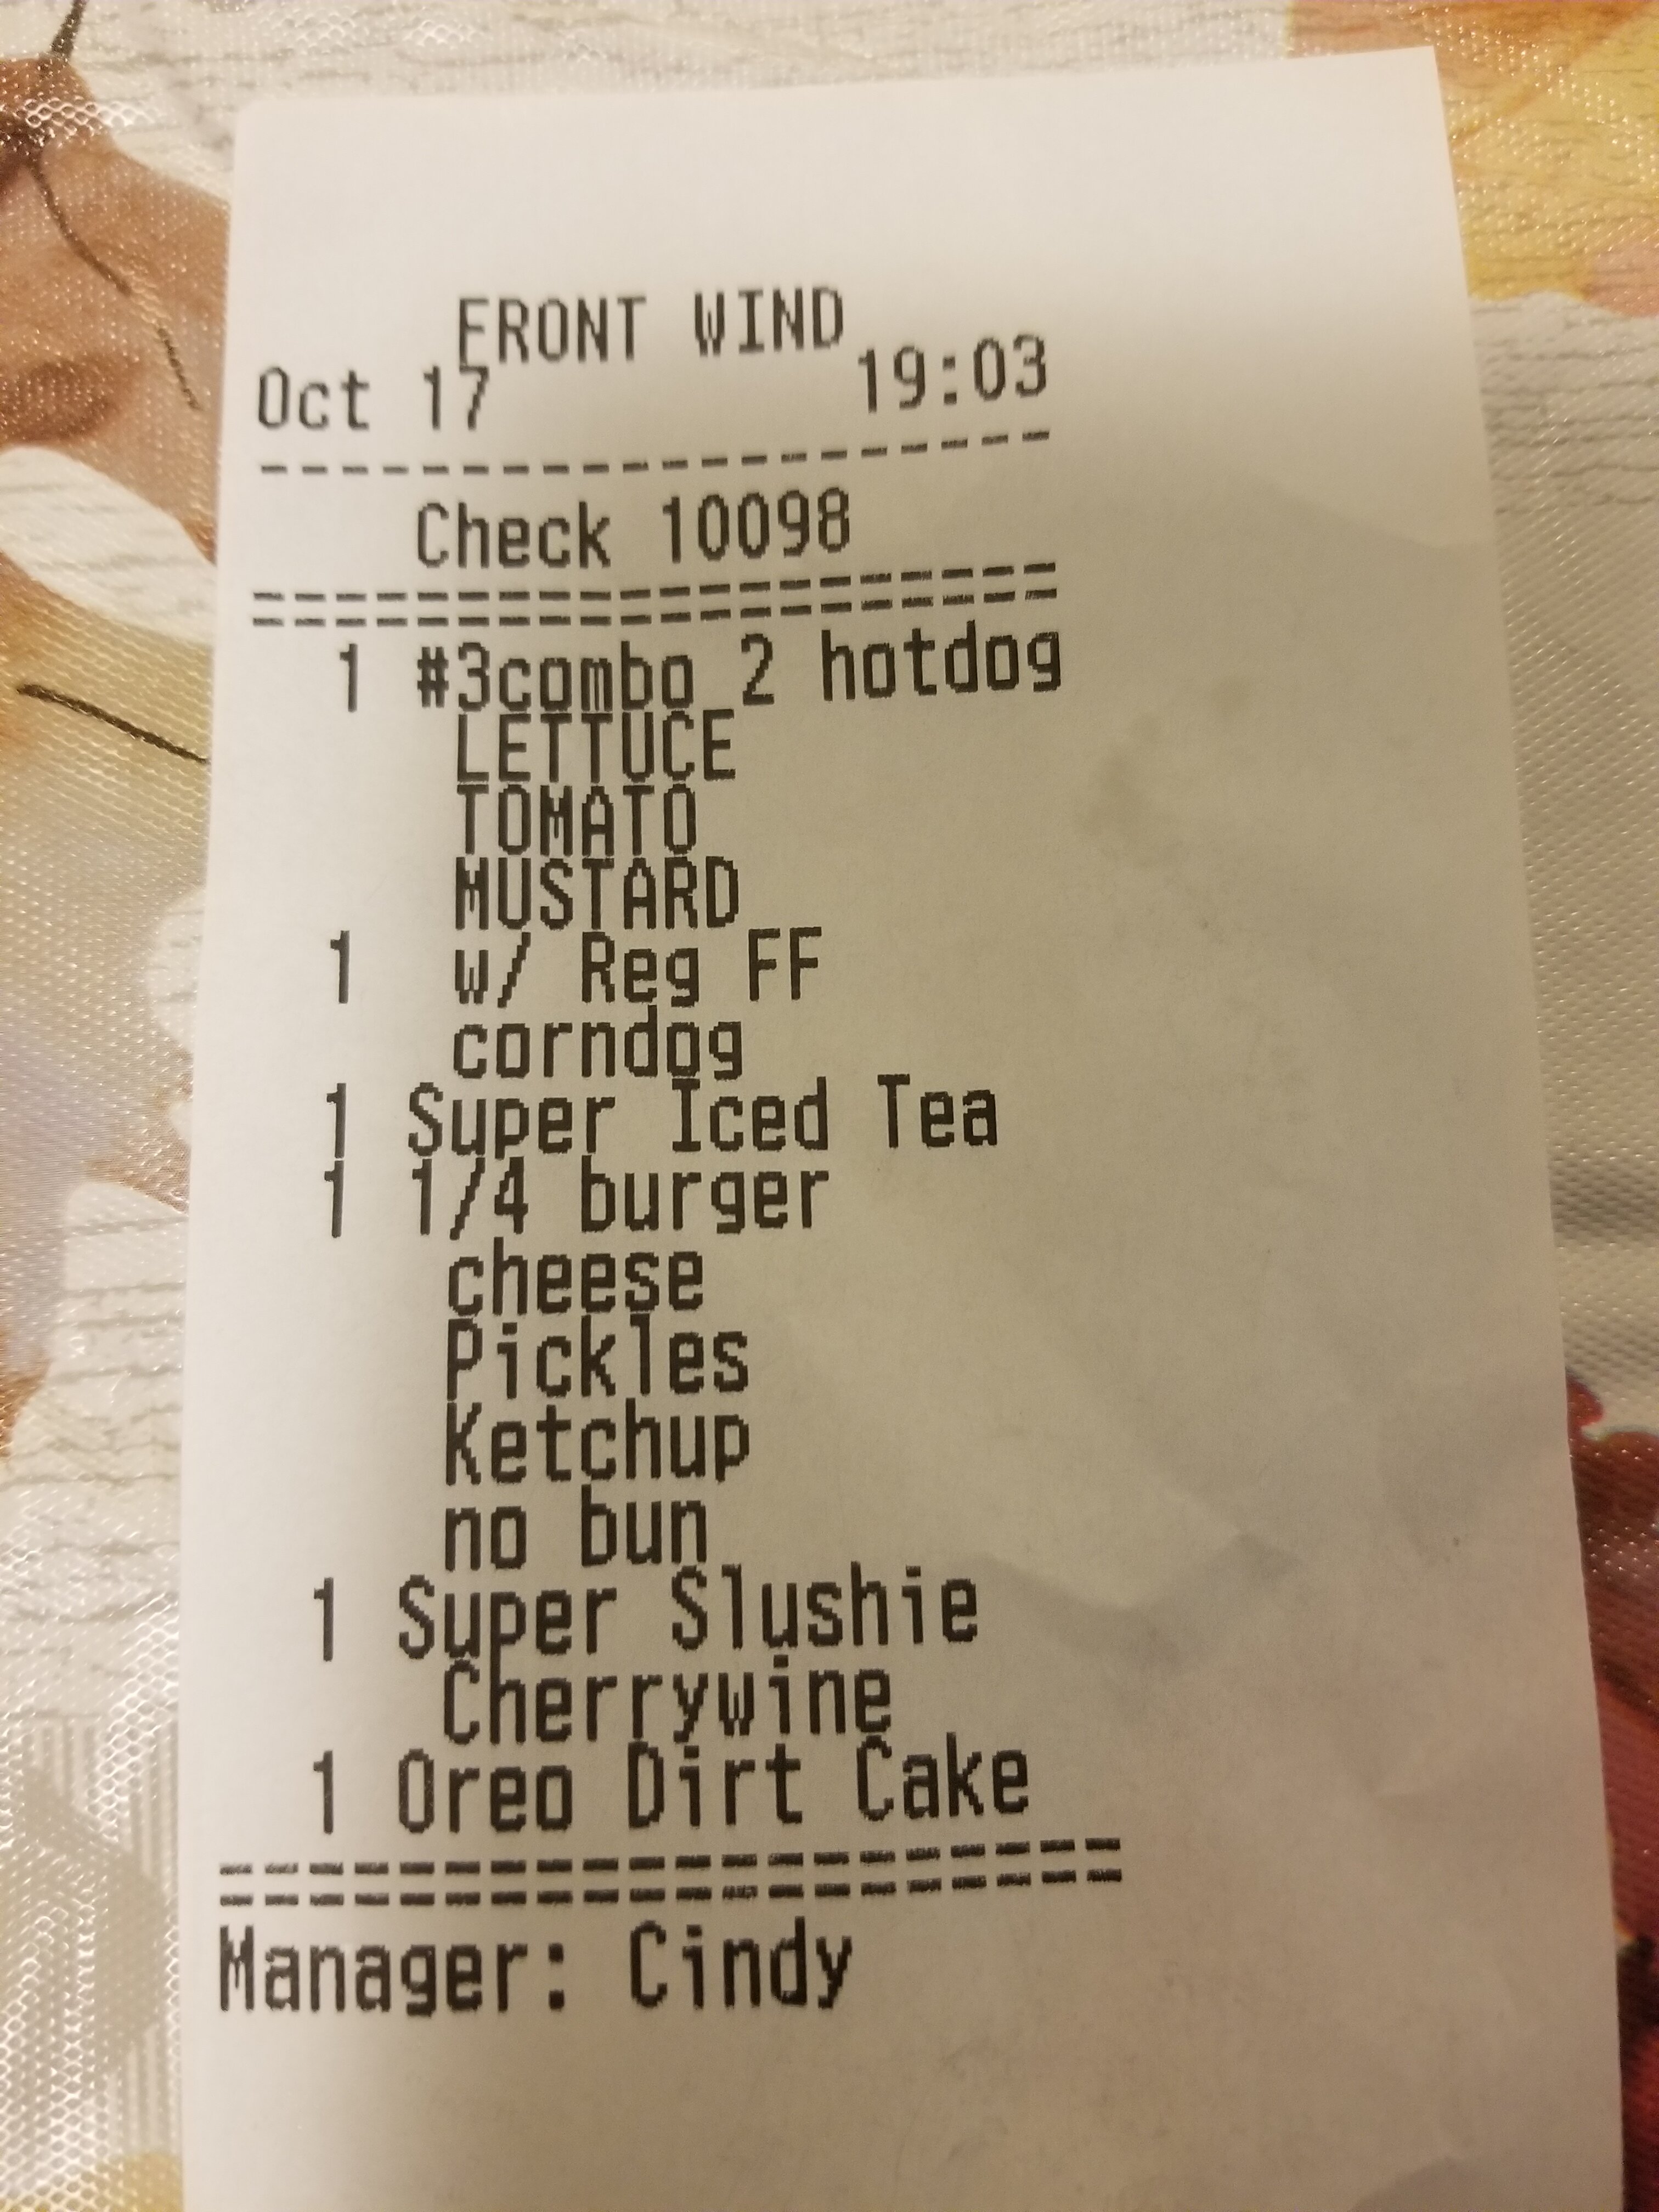 FRONT WIND
Oct 17 19:03
--------------------
Check 10098
====================
1 #3combo 2 hotdog
LETTUCE
TOMATO
MUSTARD
1 w/ Reg FF
corndog
1 Super Iced Tea
1 1/4 burger
cheese
Pickles
Ketchup
no bun
1 Super Slushie
Cherrywine
1 Oreo Dirt Cake
====================
Manager: Cindy